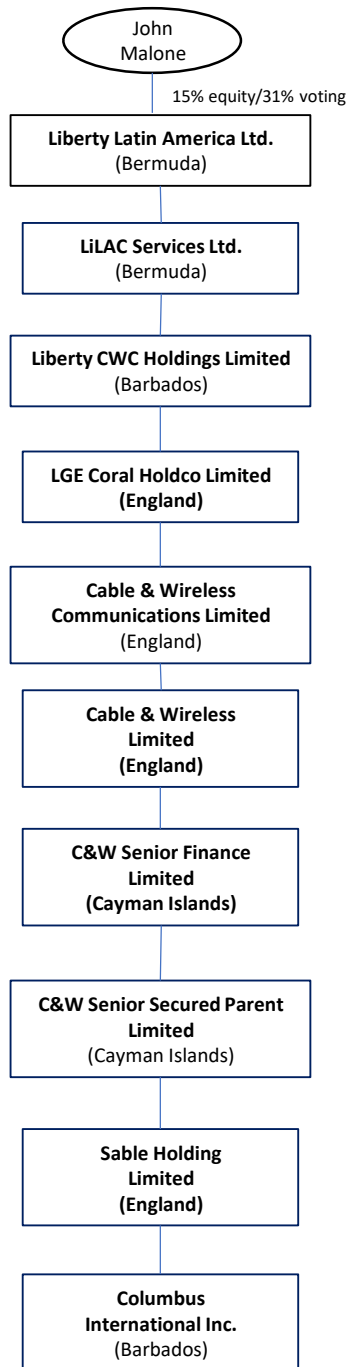 John
Malone
15% equity/31% voting
Liberty Latin America Ltd.
(Bermuda)
LiLAC Services Ltd.
(Bermuda)
Liberty CWC Holdings Limited
(Barbados)
LGE Coral Holdco Limited
(England)
Cable & Wireless
Communications Limited
(England)
Cable & Wireless
Limited
(England)
C&W Senior Finance
Limited
(Cayman Islands)
C&W Senior Secured Parent
Limited
(Cayman Islands)
Sable Holding
Limited
(England)
Columbus
International Inc.
(Barbados)